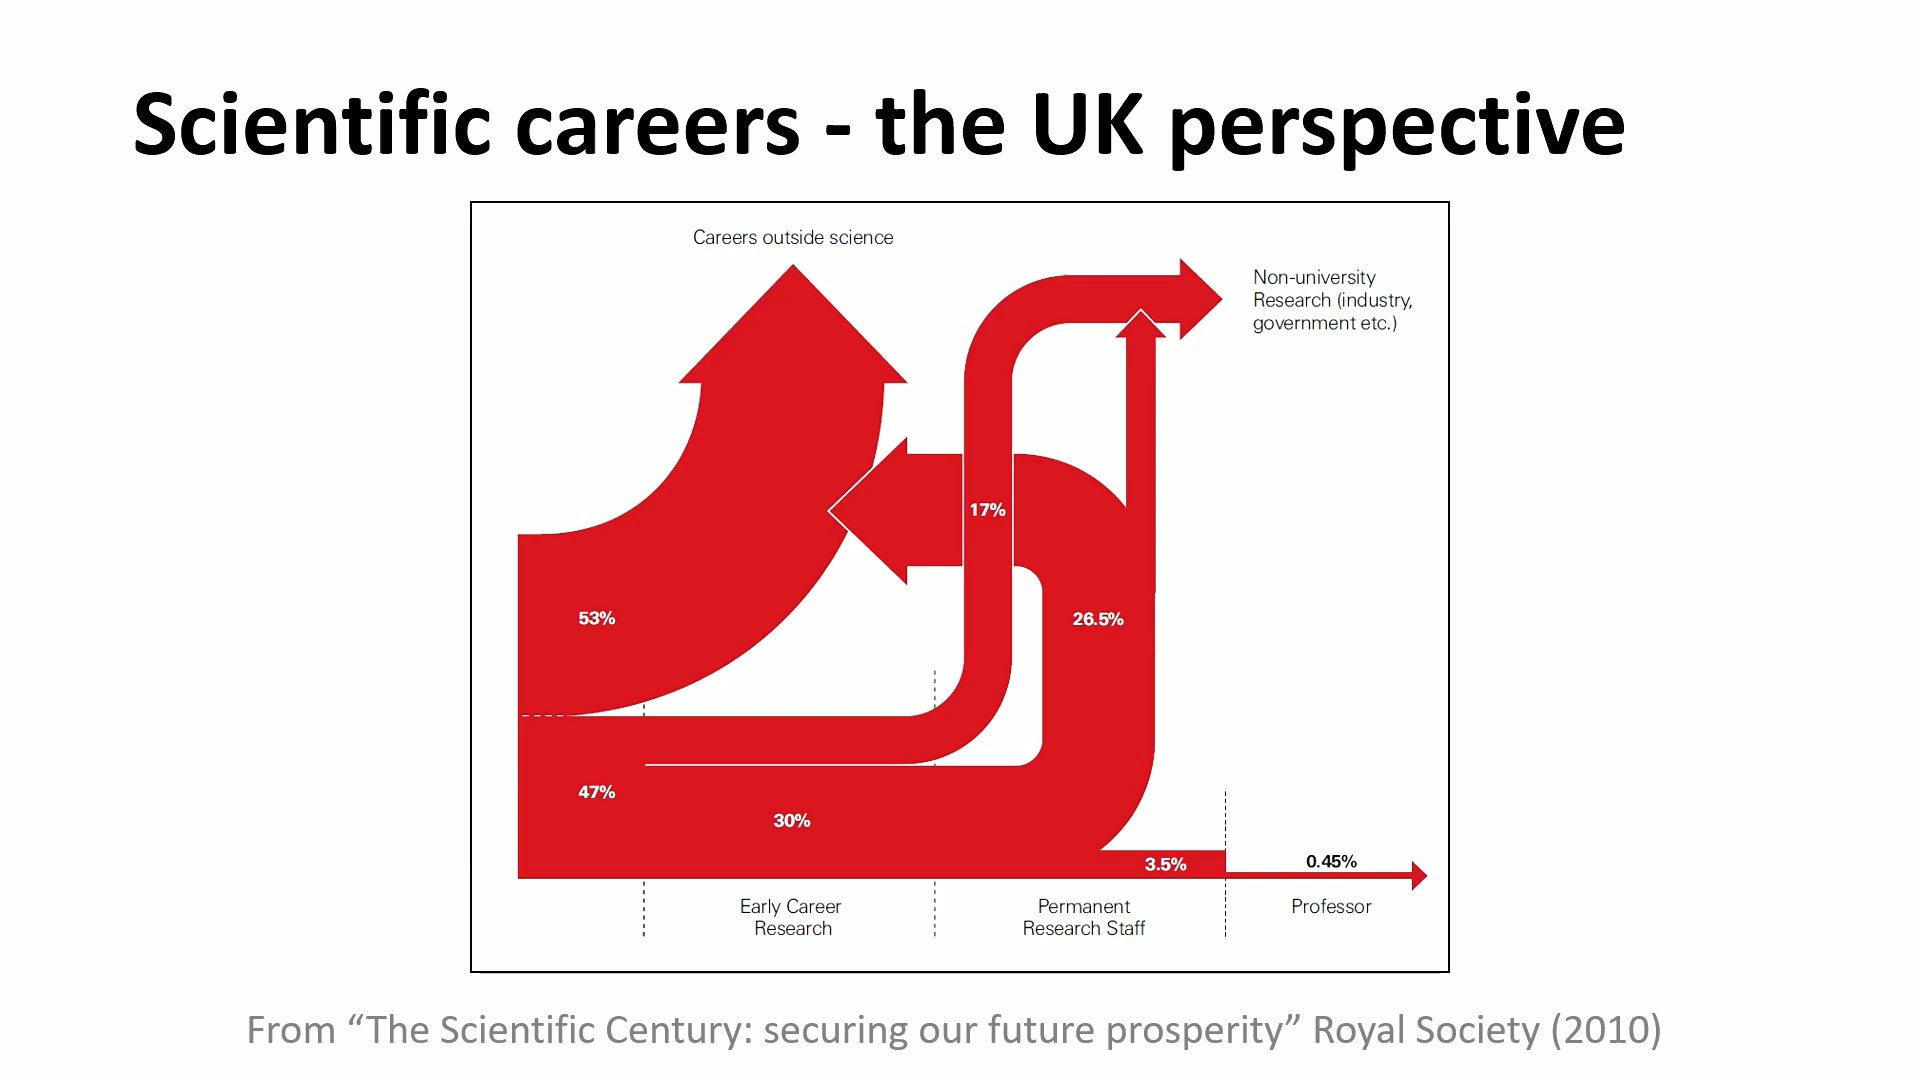 Scientific careers - the UK perspective
Careers outside science
Non-university
Research (industry,
government etc.)
17%
53%
26.5%
47%
30%
3.5%
0.45%
Early Career
Research
Permanent
Research Staff
Professor
From “The Scientific Century: securing our future prosperity” Royal Society (2010)